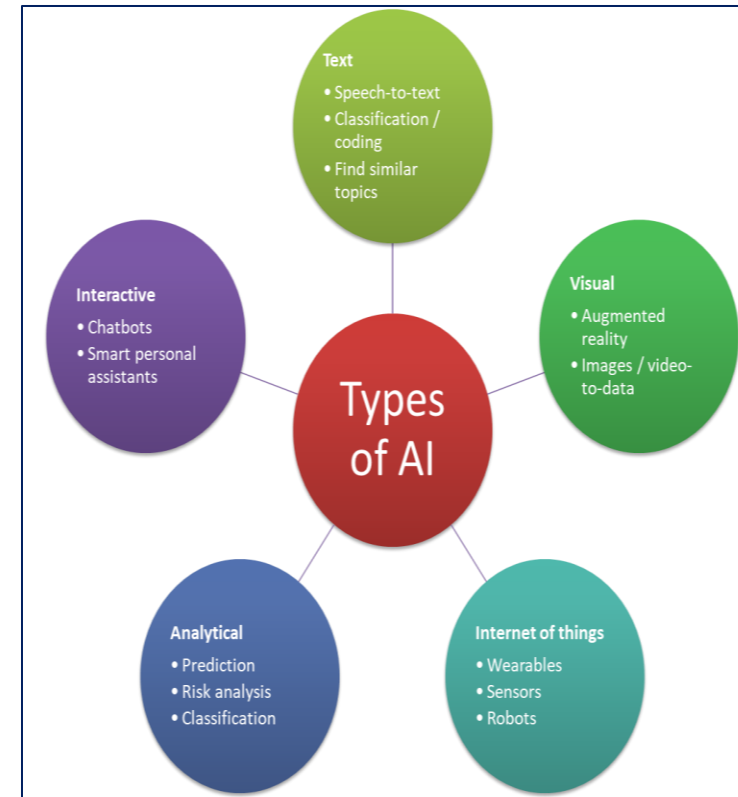 Text
• Speech-to-text
• Classification /
coding
• Find similar
topics
Interactive
• Chatbots
• Smart personal
assistants
Visual
• Augmented
reality
• Images / video-
to-data
Types
of AI
Analytical
• Prediction
• Risk analysis
• Classification
Internet of things
• Wearables
• Sensors
• Robots